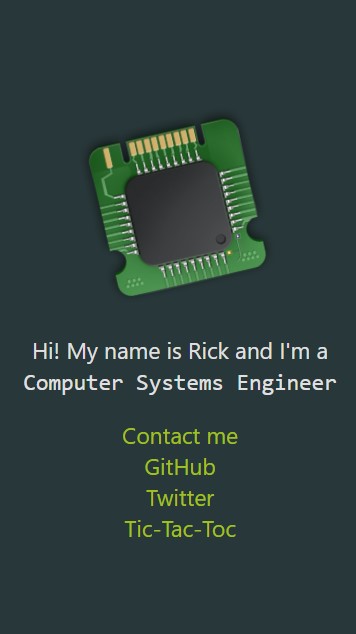 Hi! My name is Rick and I'm a
Computer Systems Engineer
Contact me
GitHub
Twitter
Tic-Tac-Toc